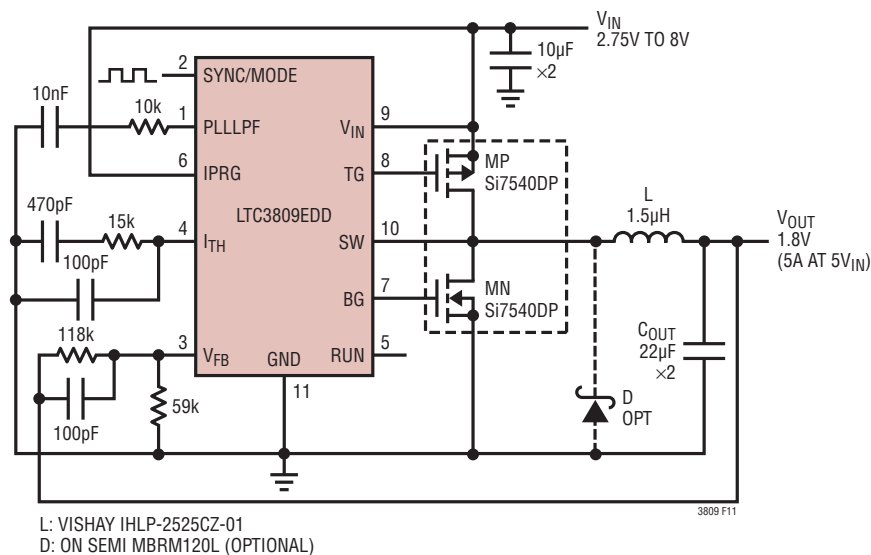 VIN
2.75V TO 8V
10µF
×2
2
SYNC/MODE
10nF
10k
1
PLLLPF
VIN
9
6
IPRG
TG
8
MP
Si7540DP
470pF
15k
4
ITH
LTC3809EDD
SW
10
L
1.5µH
VOUT
1.8V
(5A AT 5VIN)
100pF
BG
7
MN
Si7540DP
118k
3
VFB
GND
RUN
5
COUT
22µF
×2
11
59k
100pF
D
OPT
3809 F11
L: VISHAY IHLP-2525CZ-01
D: ON SEMI MBRM120L (OPTIONAL)